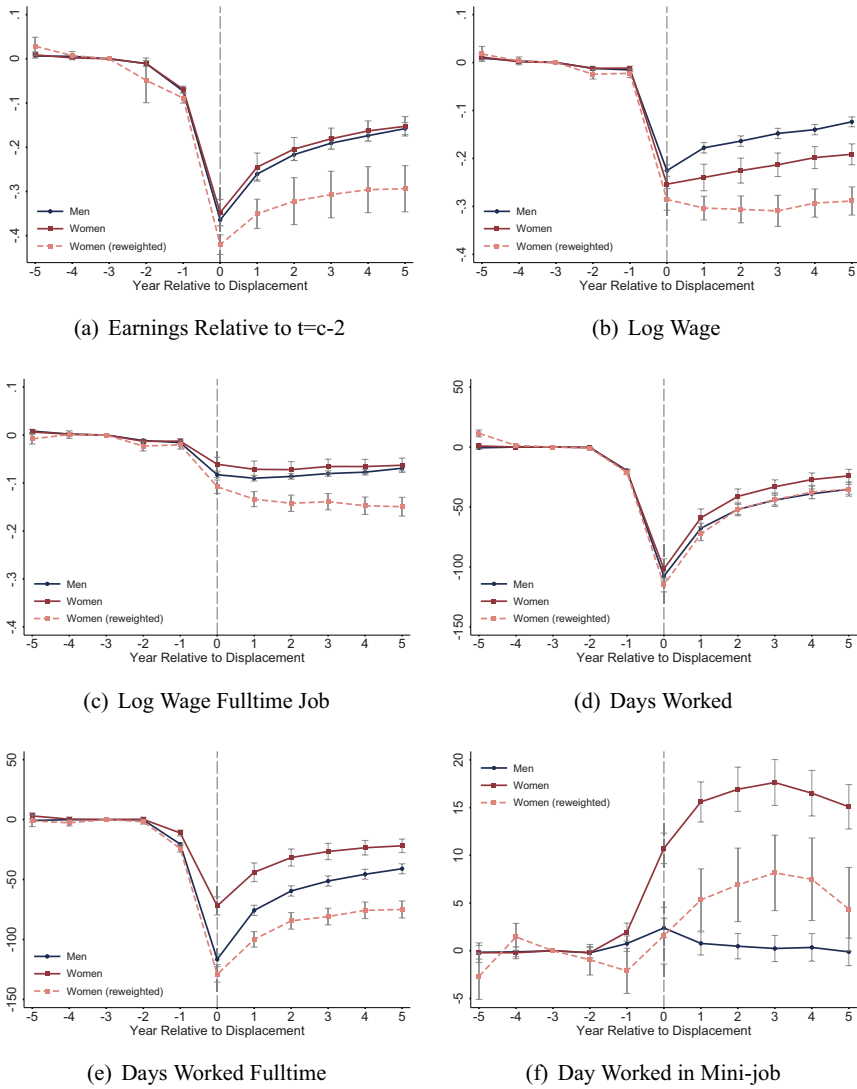 .1
0
-.1
-.2
-.3
-.4
Men
Women
Women (reweighted)
-5 -4 -3 -2 -1 0 1 2 3 4 5
Year Relative to Displacement
(a) Earnings Relative to t=c-2
.1
0
-.1
-.2
-.3
-.4
Men
Women
Women (reweighted)
-5 -4 -3 -2 -1 0 1 2 3 4 5
Year Relative to Displacement
(b) Log Wage
.1
0
-.1
-.2
-.3
-.4
Men
Women
Women (reweighted)
-5 -4 -3 -2 -1 0 1 2 3 4 5
Year Relative to Displacement
(c) Log Wage Fulltime Job
50
0
-50
-100
-150
Men
Women
Women (reweighted)
-5 -4 -3 -2 -1 0 1 2 3 4 5
Year Relative to Displacement
(d) Days Worked
50
0
-50
-100
-150
Men
Women
Women (reweighted)
-5 -4 -3 -2 -1 0 1 2 3 4 5
Year Relative to Displacement
(e) Days Worked Fulltime
20
15
10
5
0
-5
Men
Women
Women (reweighted)
-5 -4 -3 -2 -1 0 1 2 3 4 5
Year Relative to Displacement
(f) Day Worked in Mini-job